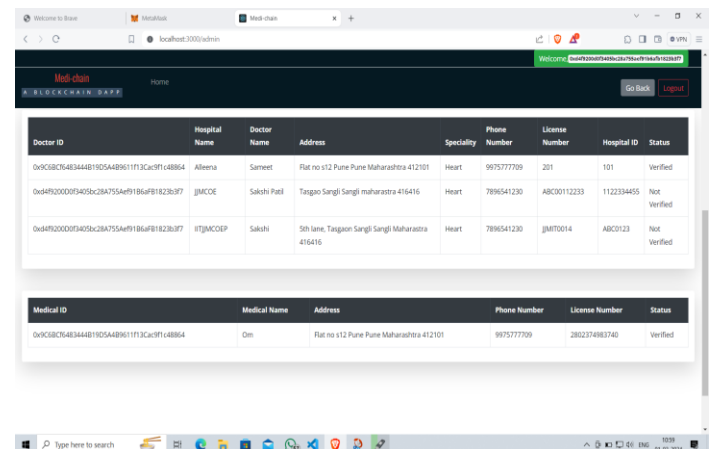 Welcome to Brave
MetaMask
Medi-chain
localhost:3000/admin
VPN
Welcome
Medi-chain
A BLOCKCHAIN DAPP
Home
Go Back
Logout
Doctor ID Hospital Name Doctor Name Address Speciality Phone Number License Number Hospital ID Status
0x9C6BCf6483444B19D5A4B9611f13Cac9f1c48864 Alleena Sameet Flat no s12 Pune Pune Maharashtra 412101 Heart 9975777709 201 101 Verified
0xd4f9200D0f3405bc28A755Aef91B6aFB1823b3f7 JJMCOE Sakshi Patil Tasgao Sangli Sangli maharastra 416416 Heart 7896541230 ABC00112233 1122334455 Not Verified
0xd4f9200D0f3405bc28A755Aef91B6aFB1823b3f7 IITJJMCOEP Sakshi 5th lane, Tasgaon Sangli Sangli Maharastra 416416 Heart 7896541230 JJMIT0014 ABC0123 Not Verified
Medical ID Medical Name Address Phone Number License Number Status
0x9C6BCf6483444B19D5A4B9611f13Cac9f1c48864 Om Flat no s12 Pune Pune Maharashtra 412101 9975777709 2802374983740 Verified
Type here to search
ENG
10:59